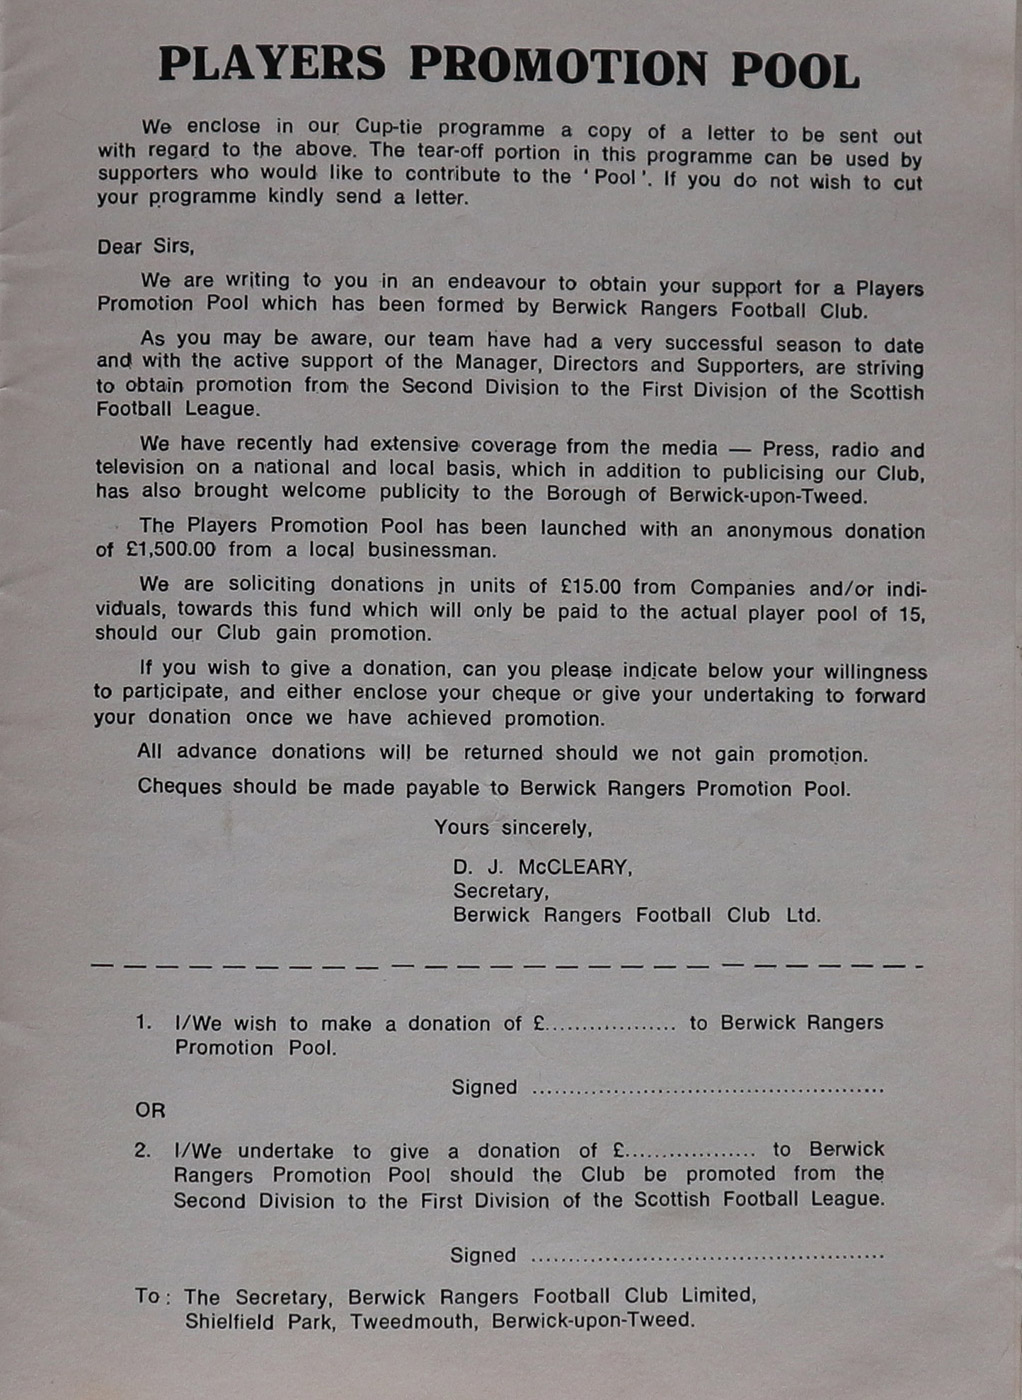 PLAYERS PROMOTION POOL
We enclose in our Cup-tie programme a copy of a letter to be sent out
with regard to the above. The tear-off portion in this programme can be used by
supporters who would like to contribute to the ‘ Pool ’. If you do not wish to cut
your programme kindly send a letter.
Dear Sirs,
We are writing to you in an endeavour to obtain your support for a Players
Promotion Pool which has been formed by Berwick Rangers Football Club.
As you may be aware, our team have had a very successful season to date
and with the active support of the Manager, Directors and Supporters, are striving
to obtain promotion from the Second Division to the First Division of the Scottish
Football League.
We have recently had extensive coverage from the media — Press, radio and
television on a national and local basis, which in addition to publicising our Club,
has also brought welcome publicity to the Borough of Berwick-upon-Tweed.
The Players Promotion Pool has been launched with an anonymous donation
of £1,500.00 from a local businessman.
We are soliciting donations in units of £15.00 from Companies and/or indi-
viduals, towards this fund which will only be paid to the actual player pool of 15,
should our Club gain promotion.
If you wish to give a donation, can you please indicate below your willingness
to participate, and either enclose your cheque or give your undertaking to forward
your donation once we have achieved promotion.
All advance donations will be returned should we not gain promotion.
Cheques should be made payable to Berwick Rangers Promotion Pool.
Yours sincerely,
D. J. McCLEARY,
Secretary,
Berwick Rangers Football Club Ltd.
1. I/We wish to make a donation of £.................. to Berwick Rangers
Promotion Pool.
Signed ................................................
OR
2. I/We undertake to give a donation of £.................. to Berwick
Rangers Promotion Pool should the Club be promoted from the
Second Division to the First Division of the Scottish Football League.
Signed ................................................
To : The Secretary, Berwick Rangers Football Club Limited,
Shielfield Park, Tweedmouth, Berwick-upon-Tweed.